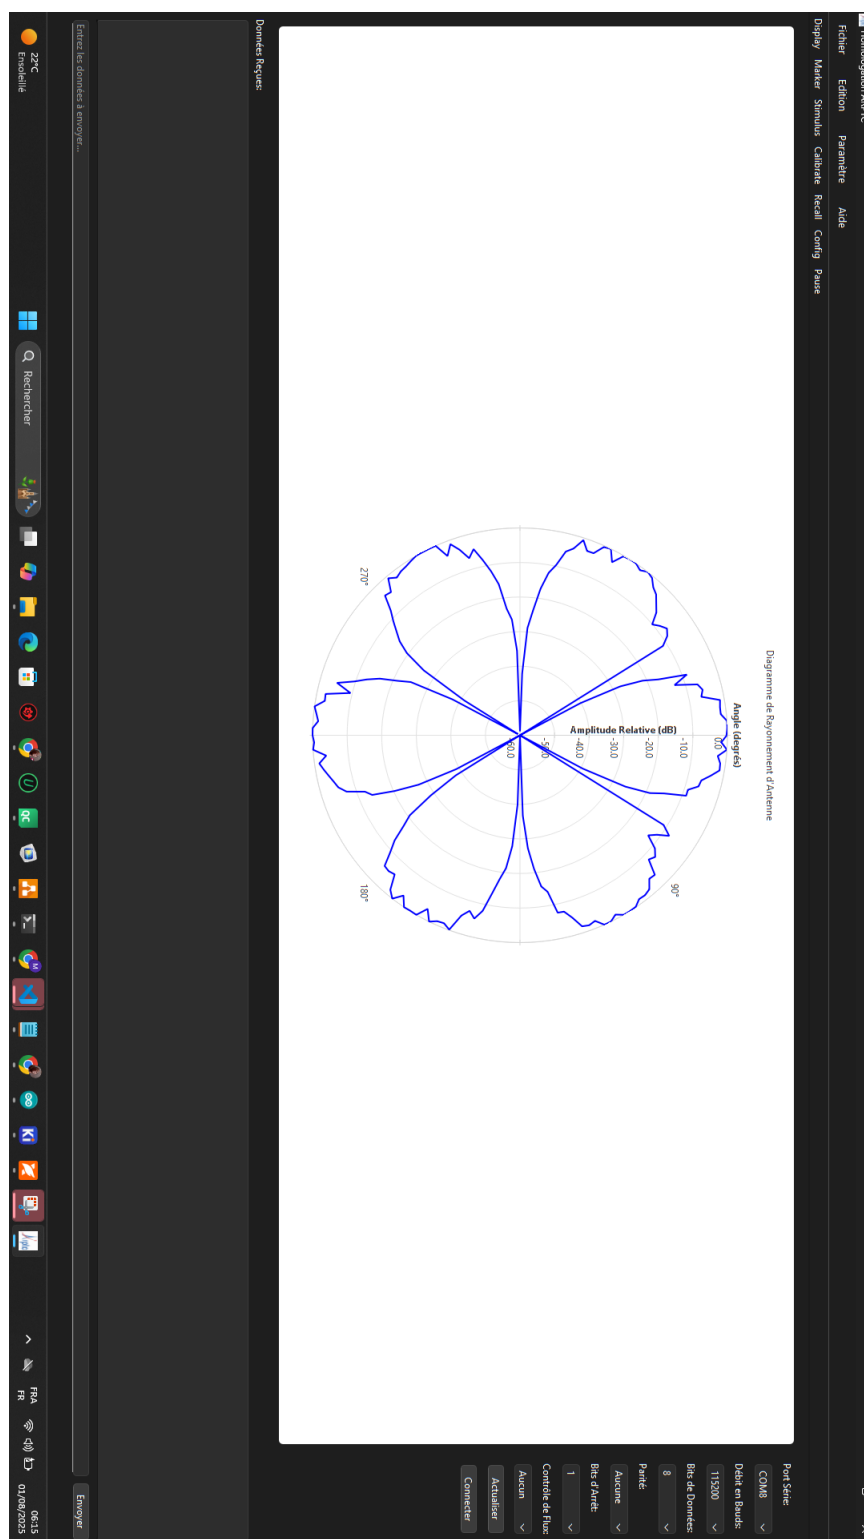 Homologation ARPTC
Fichier Edition Paramètre Aide
Display Marker Stimulus Calibrate Recall Config Pause
Diagramme de Rayonnement d'Antenne
Angle (degrés)
Amplitude Relative (dB)
0.0
-10.0
-20.0
-30.0
-40.0
-50.0
-60.0
90°
180°
270°
Port Série:
COM8
Débit en Bauds:
115200
Bits de Données:
8
Parité:
Aucune
Bits d'Arrêt:
1
Contrôle de Flux:
Aucun
Actualiser
Connecter
Données Reçues:
Entrez les données à envoyer...
Envoyer
22°C
Ensoleillé
Rechercher
QC
M
Ki
FRA
FR
06:15
01/08/2025